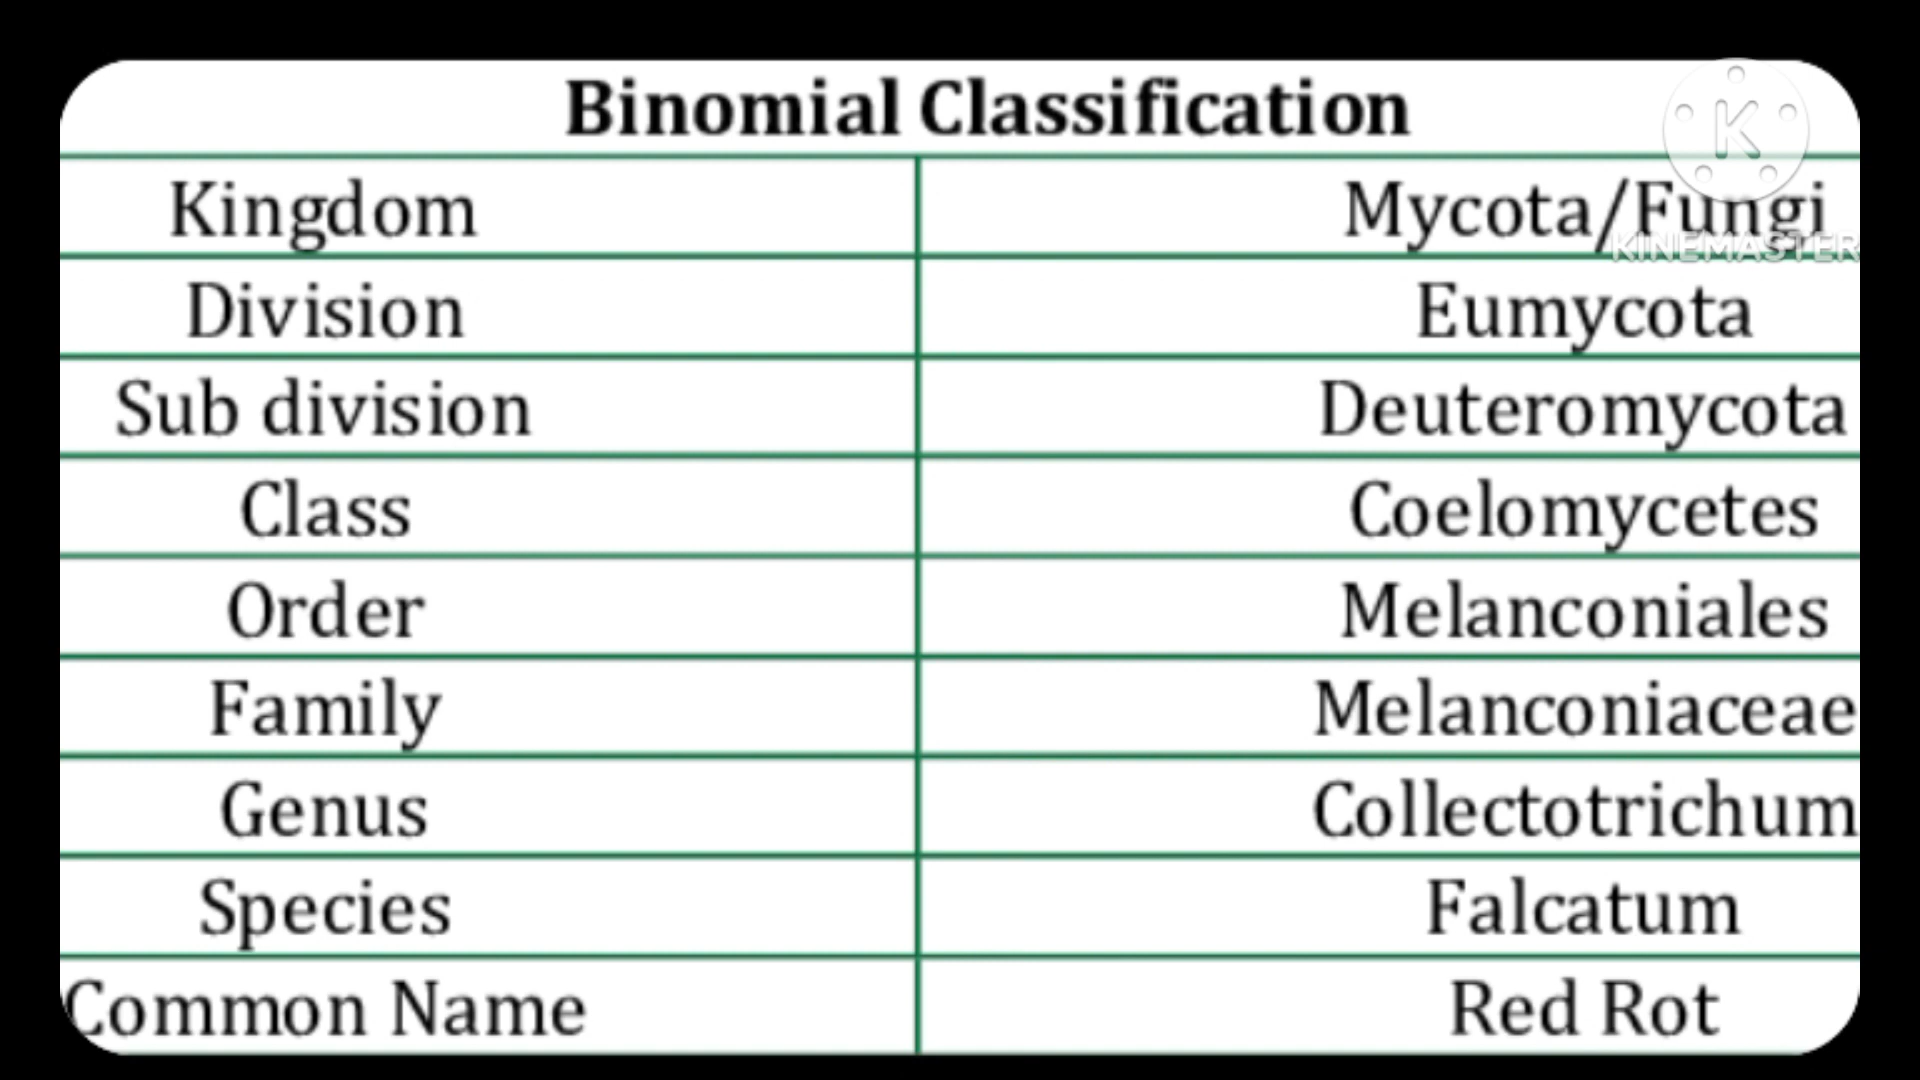 Binomial Classification
Kingdom Mycota/Fungi
KINEMASTER
Division Eumycota
Sub division Deuteromycota
Class Coelomycetes
Order Melanconiales
Family Melanconiaceae
Genus Collectotrichum
Species Falcatum
Common Name Red Rot